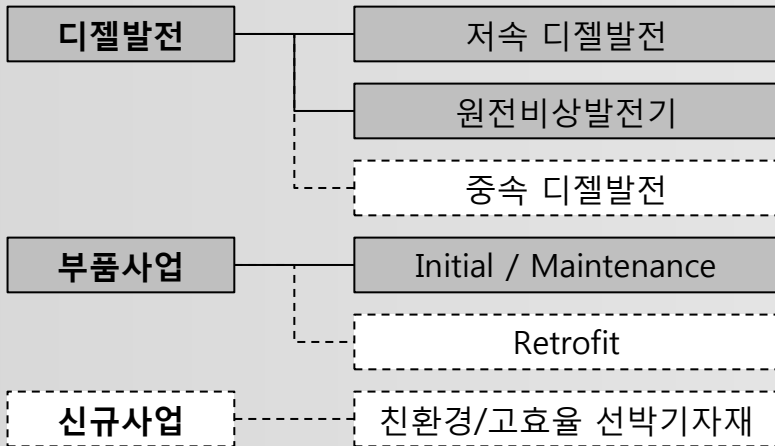 디젤발전
저속 디젤발전
원전비상발전기
중속 디젤발전
부품사업
Initial / Maintenance
Retrofit
신규사업
친환경/고효율 선박기자재